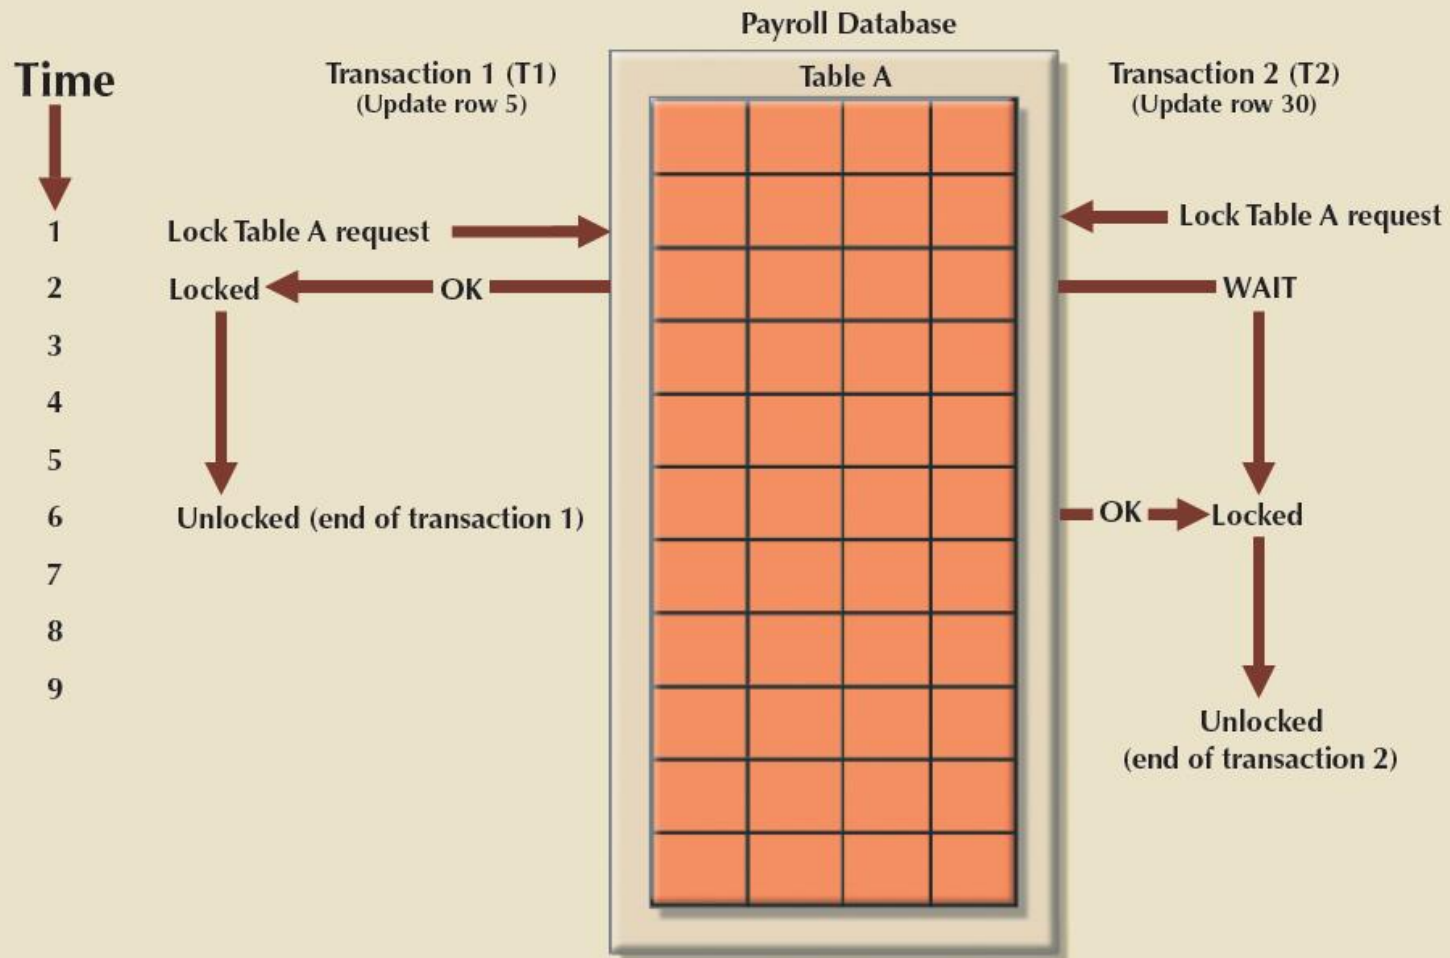 Payroll Database
Time
Transaction 1 (T1)
(Update row 5)
Table A
Transaction 2 (T2)
(Update row 30)
1
Lock Table A request
Lock Table A request
2
Locked
OK
WAIT
3
4
5
6
Unlocked (end of transaction 1)
OK
Locked
7
8
9
Unlocked
(end of transaction 2)